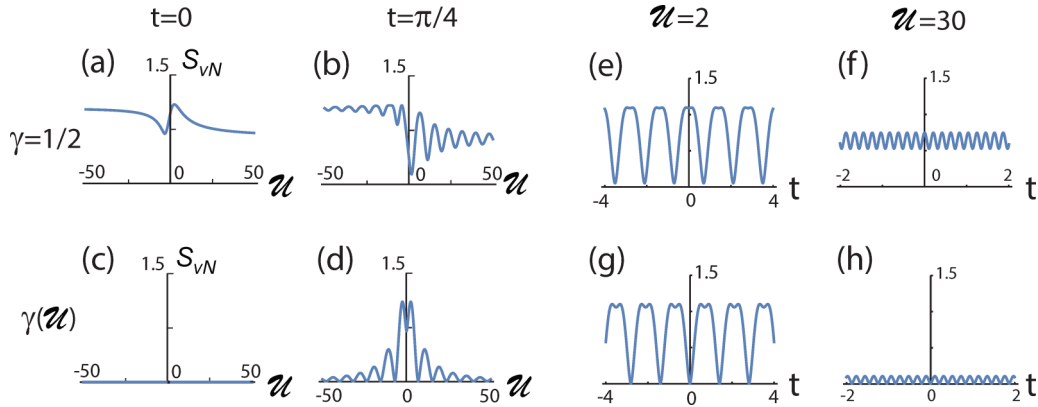 t=0 t=π/4 𝒰=2 𝒰=30
(a) 1.5 S_vN (b) 1.5 (e) 1.5 (f) 1.5
γ=1/2
-50 0 50 𝒰 -50 0 50 𝒰 -4 0 4 t -2 0 2 t
(c) 1.5 S_vN (d) 1.5 (g) 1.5 (h) 1.5
γ(𝒰)
-50 0 50 𝒰 -50 0 50 𝒰 -4 0 4 t -2 0 2 t